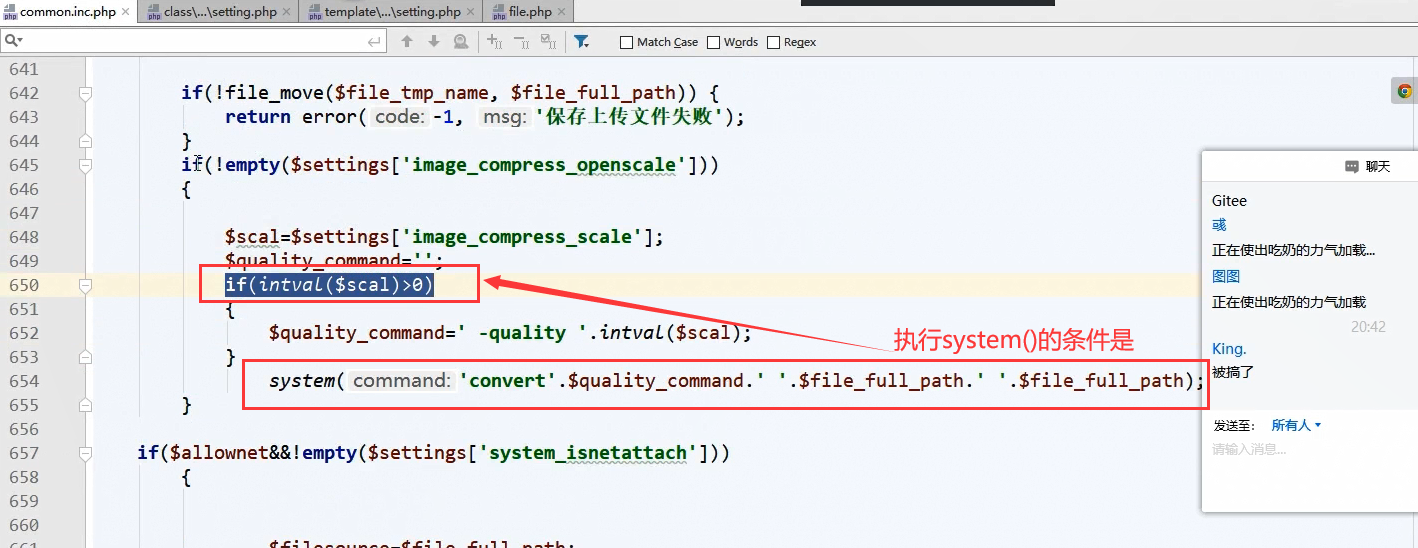 common.inc.php class\...\setting.php template\...\setting.php file.php
Match Case Words Regex
641
642 if(!file_move($file_tmp_name, $file_full_path)) {
643 return error( code: -1, msg: '保存上传文件失败');
644 }
645 if(!empty($settings['image_compress_openscale']))
646 {
647
648 $scal=$settings['image_compress_scale'];
649 $quality_command='';
650 if(intval($scal)>0)
651 {
652 $quality_command=' -quality '.intval($scal);
653 }
654 system( command: 'convert'.$quality_command.' '.$file_full_path.' '.$file_full_path);
655 }
656
657 if($allownet&&!empty($settings['system_isnetattach']))
658 {
659
660
661 $filesource=$file_full_path;
执行system()的条件是
聊天
Gitee
彧
正在使出吃奶的力气加载...
图图
正在使出吃奶的力气加载
20:42
King.
被搞了
发送至: 所有人
请输入消息...